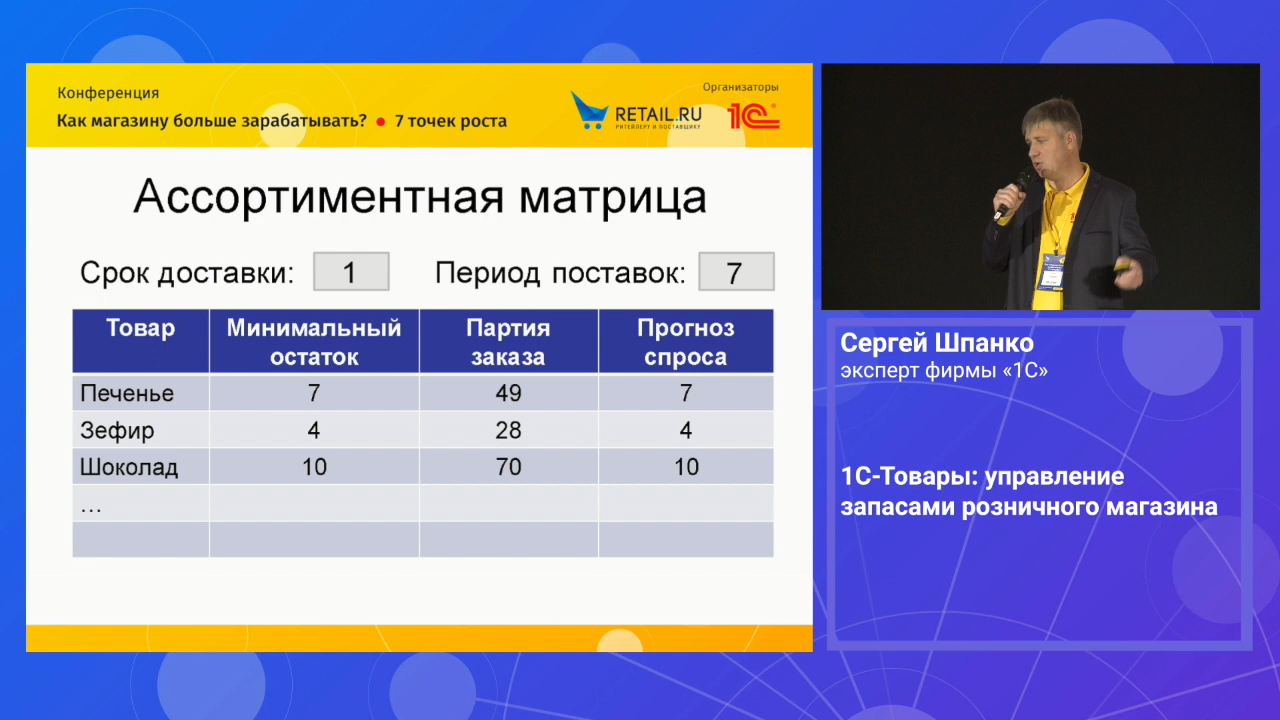 Конференция
Как магазину больше зарабатывать? • 7 точек роста
Организаторы
RETAIL.RU
РИТЕЙЛЕРУ И ПОСТАВЩИКУ
1С
Ассортиментная матрица
Срок доставки: 1 Период поставок: 7
Товар Минимальный остаток Партия заказа Прогноз спроса
Печенье 7 49 7
Зефир 4 28 4
Шоколад 10 70 10
...
Сергей Шпанко
эксперт фирмы «1С»
1С-Товары: управление
запасами розничного магазина